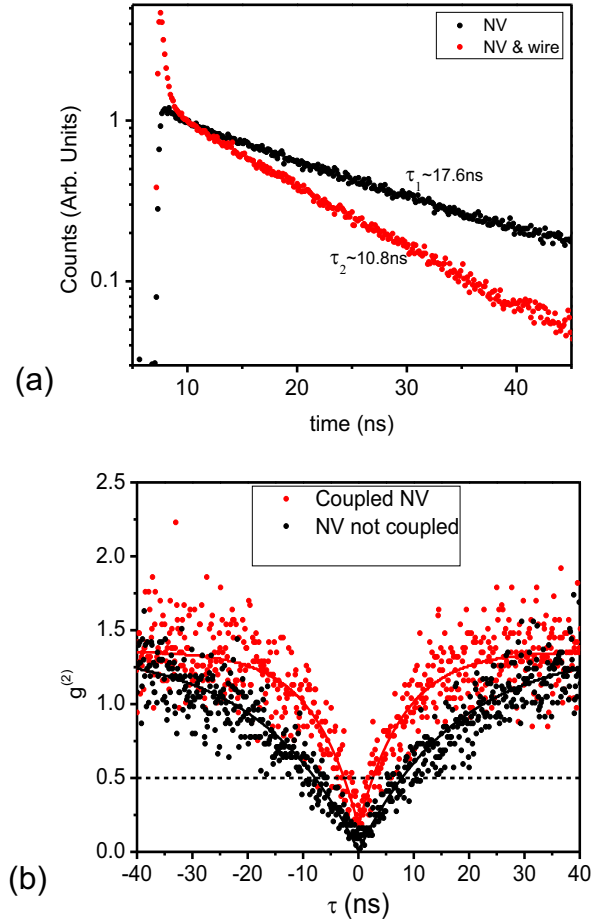 NV
NV & wire
1
0.1
Counts (Arb. Units)
τ1~17.6ns
τ2~10.8ns
10 20 30 40
time (ns)
(a)
2.5
2.0
1.5
1.0
0.5
0.0
g(2)
Coupled NV
NV not coupled
-40 -30 -20 -10 0 10 20 30 40
τ (ns)
(b)